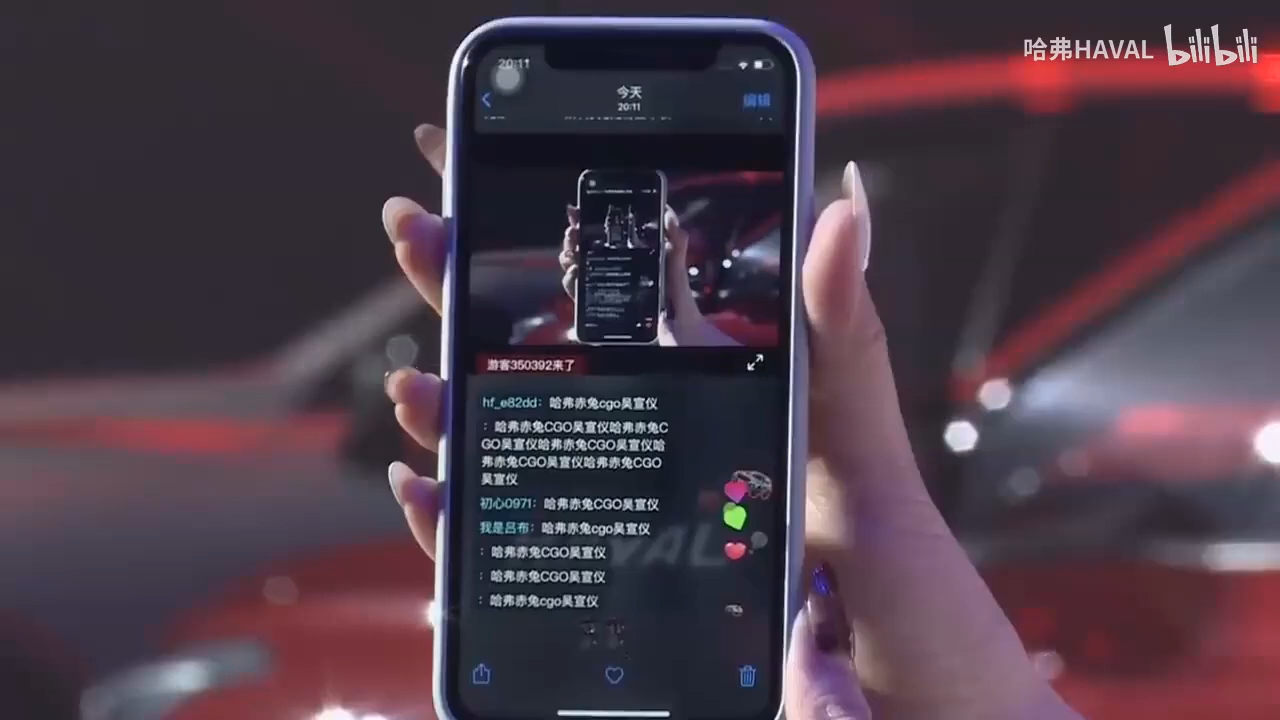 哈弗HAVAL bilibili
20:11
今天
20:11
编辑
游客350392来了
hf_e82dd：哈弗赤兔cgo吴宣仪
：哈弗赤兔CGO吴宣仪哈弗赤兔C
GO吴宣仪哈弗赤兔CGO吴宣仪哈
弗赤兔CGO吴宣仪哈弗赤兔CGO
吴宣仪
初心0971：哈弗赤兔CGO吴宣仪
我是吕布：哈弗赤兔cgo吴宣仪
：哈弗赤兔CGO吴宣仪
：哈弗赤兔CGO吴宣仪
：哈弗赤兔cgo吴宣仪